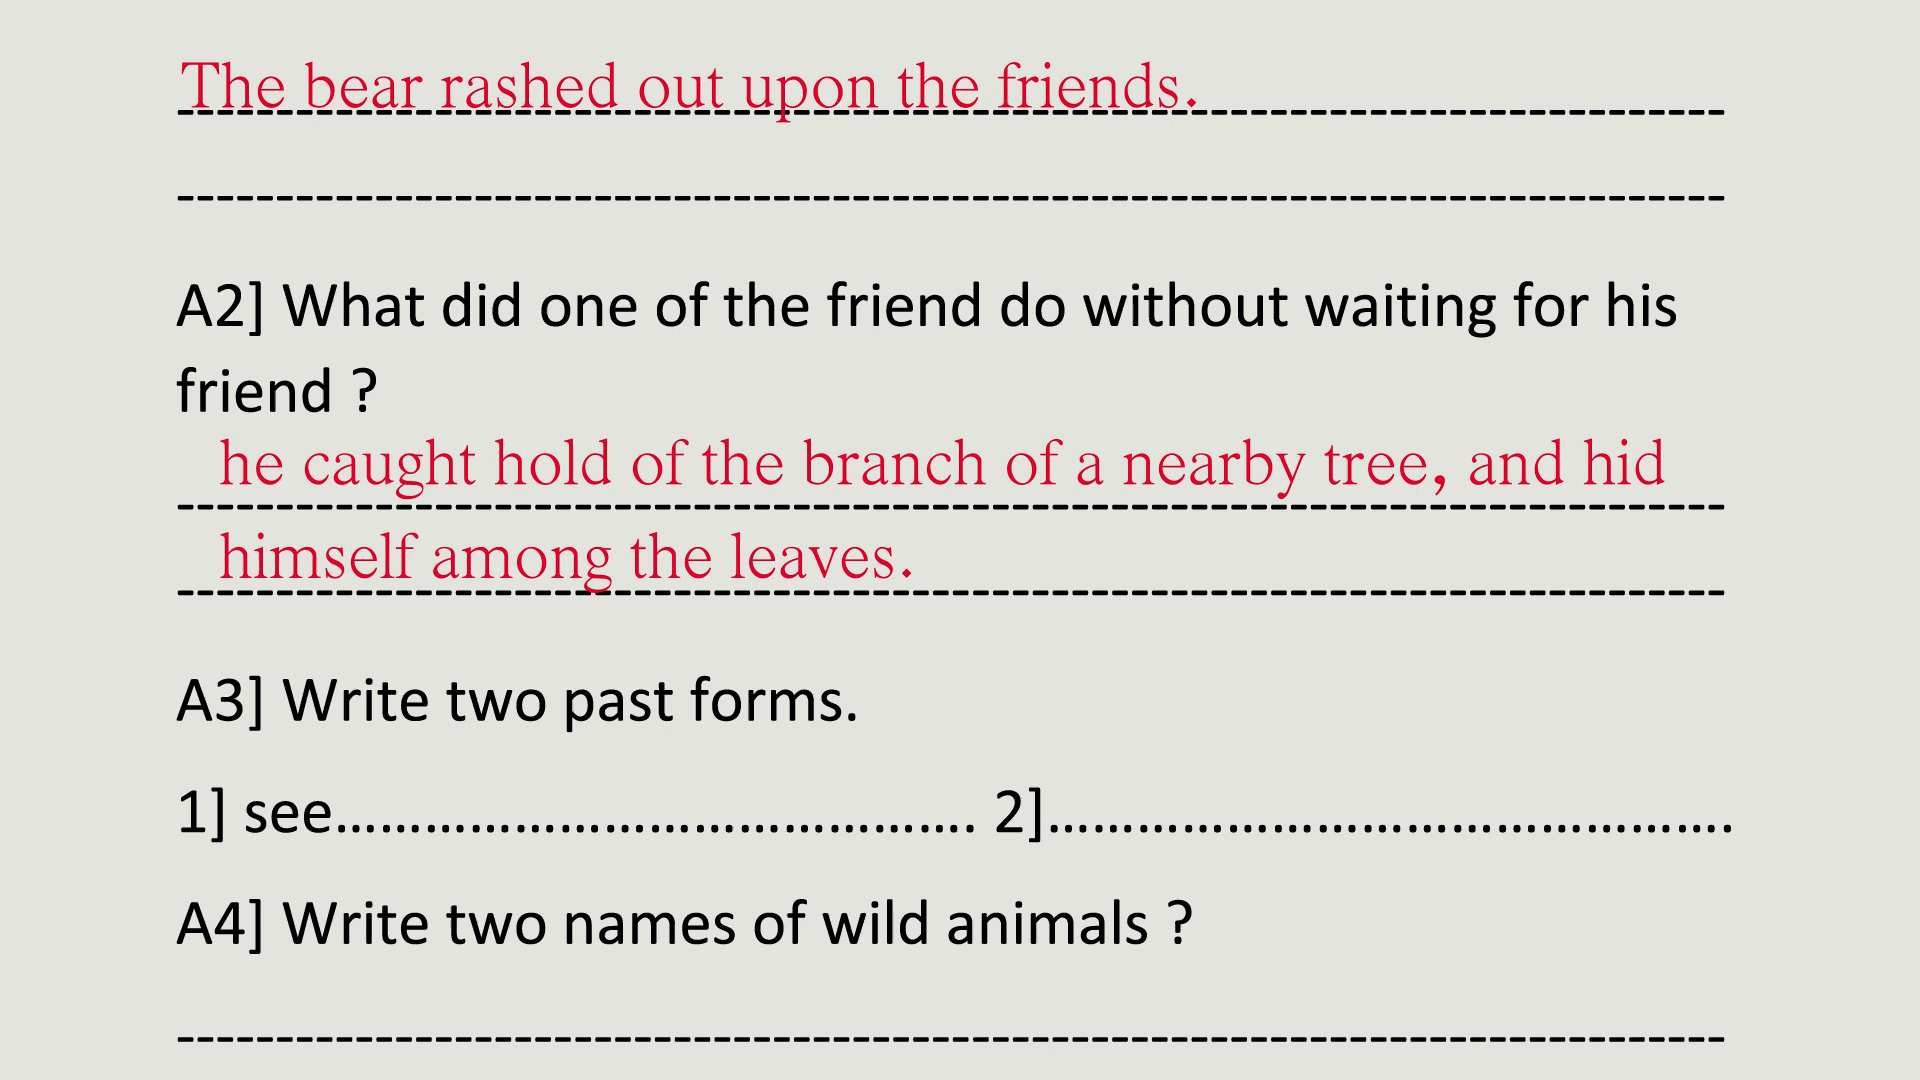 The bear rashed out upon the friends.
--------------------------------------------------------------------------------
--------------------------------------------------------------------------------
A2] What did one of the friend do without waiting for his
friend ?
he caught hold of the branch of a nearby tree, and hid
--------------------------------------------------------------------------------
himself among the leaves.
--------------------------------------------------------------------------------
A3] Write two past forms.
1] see……………………………………. 2]……………………………………….
A4] Write two names of wild animals ?
--------------------------------------------------------------------------------